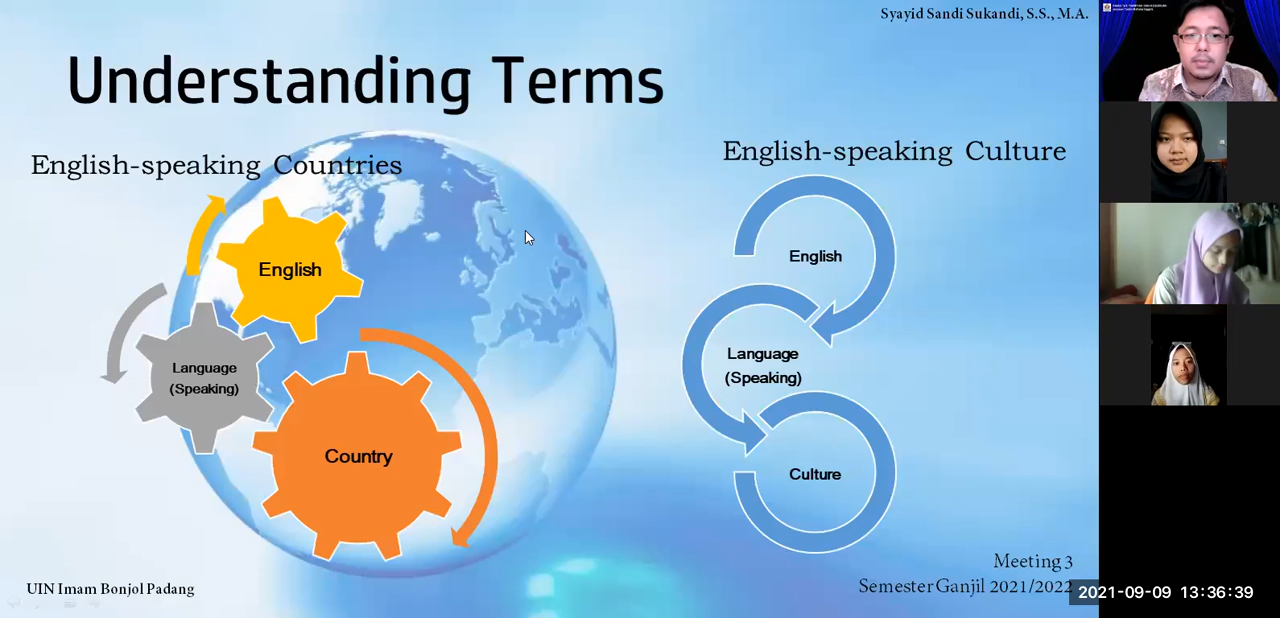 Syayid Sandi Sukandi, S.S., M.A.
Understanding Terms
English-speaking Countries
English
Language
(Speaking)
Country
English-speaking Culture
English
Language
(Speaking)
Culture
Meeting 3
Semester Ganjil 2021/2022
UIN Imam Bonjol Padang
2021-09-09 13:36:39